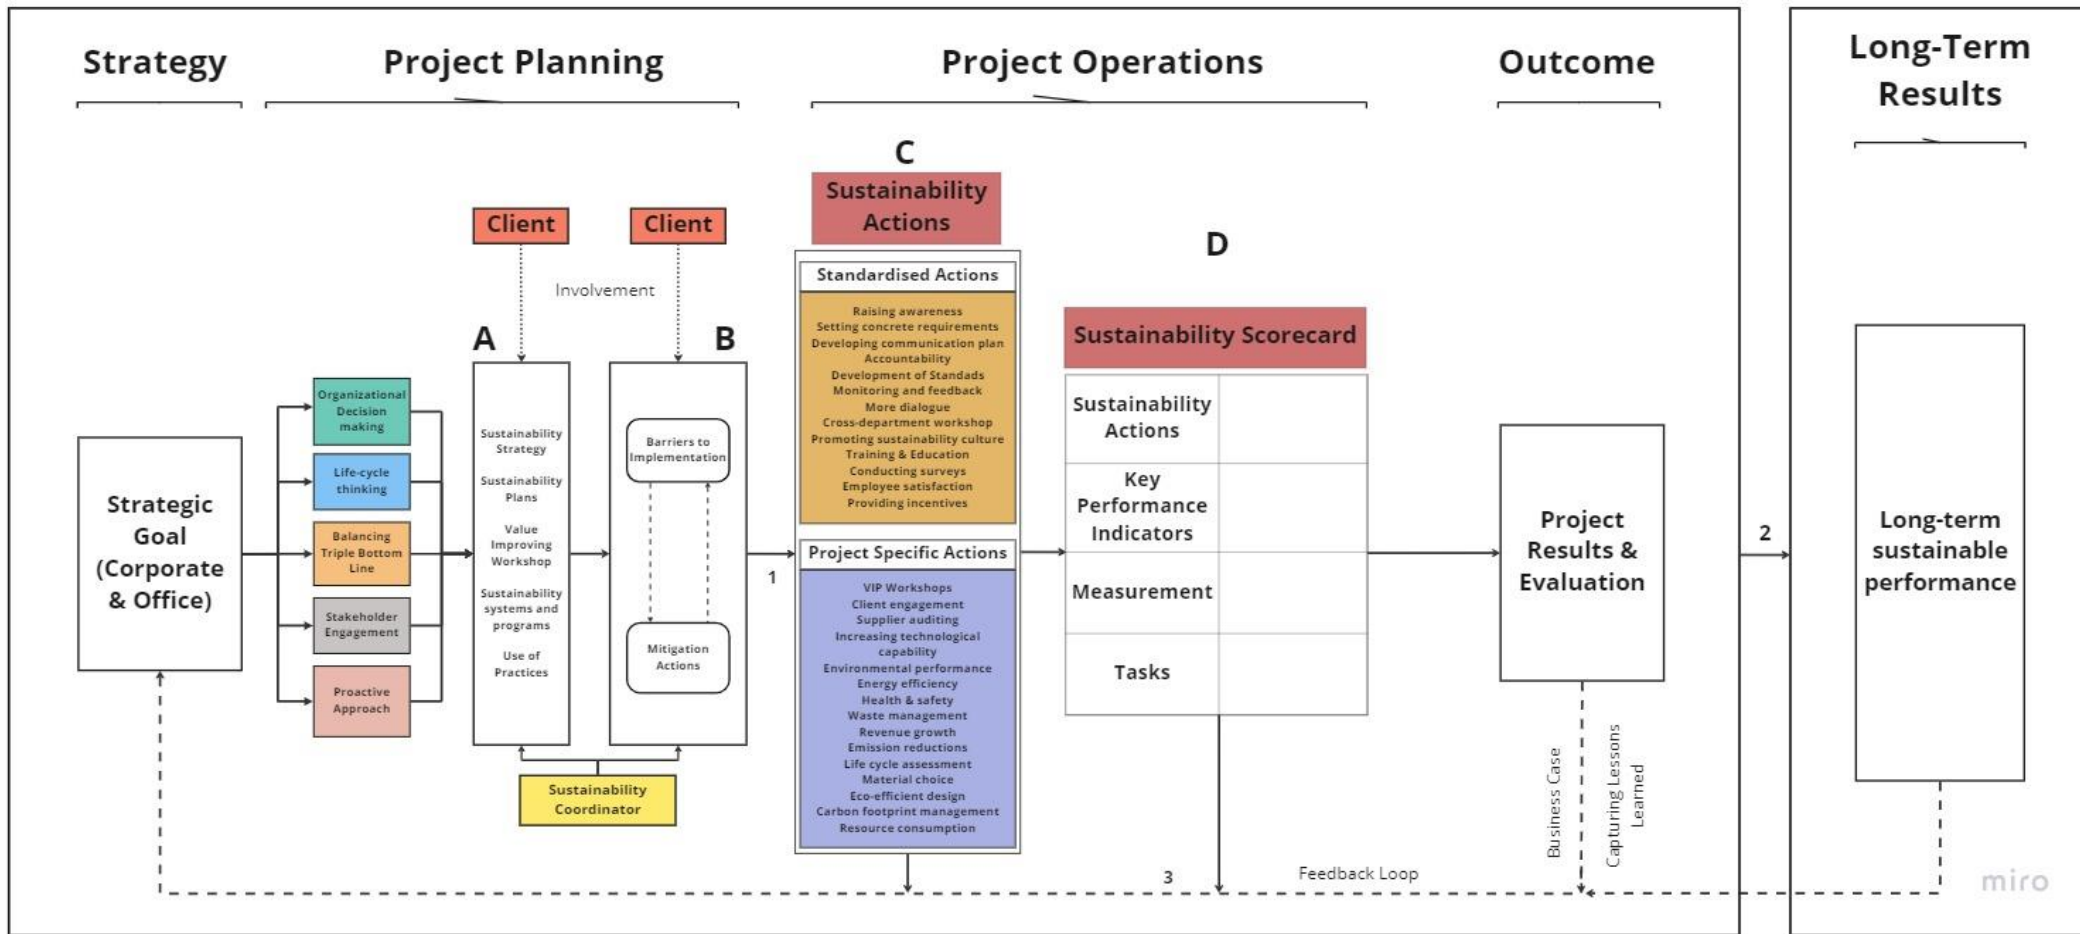 Strategy
Project Planning
Project Operations
Outcome
Long-Term
Results
Client
Client
Involvement
A
B
C
D
Strategic
Goal
(Corporate
& Office)
Organizational
Decision
making
Life-cycle
thinking
Balancing
Triple Bottom
Line
Stakeholder
Engagement
Proactive
Approach
Sustainability
Strategy
Sustainability
Plans
Value
Improving
Workshop
Sustainability
systems and
programs
Use of
Practices
Barriers to
Implementation
Mitigation
Actions
Sustainability
Coordinator
1
Sustainability
Actions
Standardised Actions
Raising awareness
Setting concrete requirements
Developing communication plan
Accountability
Development of Standads
Monitoring and feedback
More dialogue
Cross-department workshop
Promoting sustainability culture
Training & Education
Conducting surveys
Employee satisfaction
Providing incentives
Project Specific Actions
VIP Workshops
Client engagement
Supplier auditing
Increasing technological
capability
Environmental performance
Energy efficiency
Health & safety
Waste management
Revenue growth
Emission reductions
Life cycle assessment
Material choice
Eco-efficient design
Carbon footprint management
Resource consumption
Sustainability Scorecard
Sustainability
Actions
Key
Performance
Indicators
Measurement
Tasks
Project
Results &
Evaluation
2
Long-term
sustainable
performance
Business Case
Capturing Lessons
Learned
3
Feedback Loop
miro